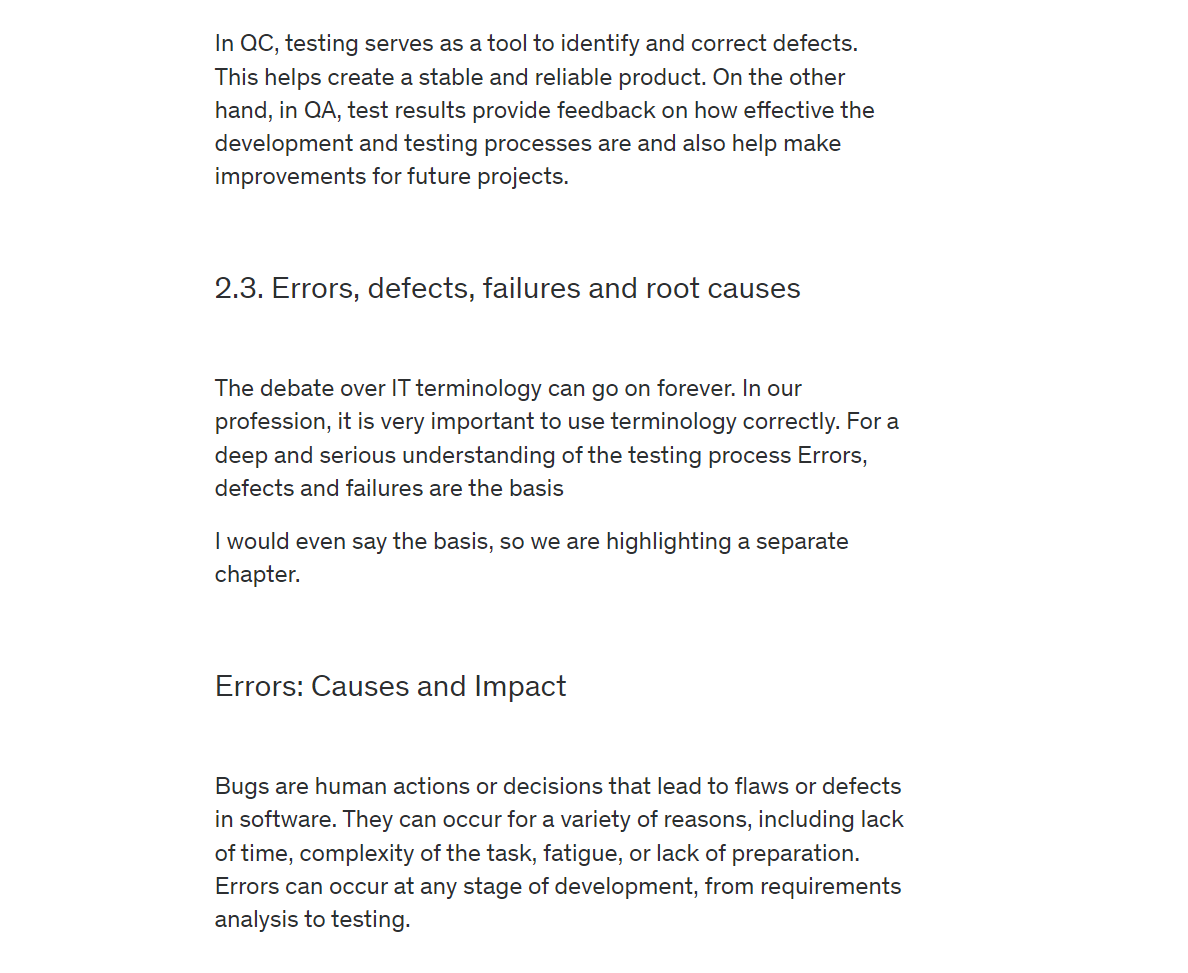 In QC, testing serves as a tool to identify and correct defects.
This helps create a stable and reliable product. On the other
hand, in QA, test results provide feedback on how effective the
development and testing processes are and also help make
improvements for future projects.
2.3. Errors, defects, failures and root causes
The debate over IT terminology can go on forever. In our
profession, it is very important to use terminology correctly. For a
deep and serious understanding of the testing process Errors,
defects and failures are the basis
I would even say the basis, so we are highlighting a separate
chapter.
Errors: Causes and Impact
Bugs are human actions or decisions that lead to flaws or defects
in software. They can occur for a variety of reasons, including lack
of time, complexity of the task, fatigue, or lack of preparation.
Errors can occur at any stage of development, from requirements
analysis to testing.